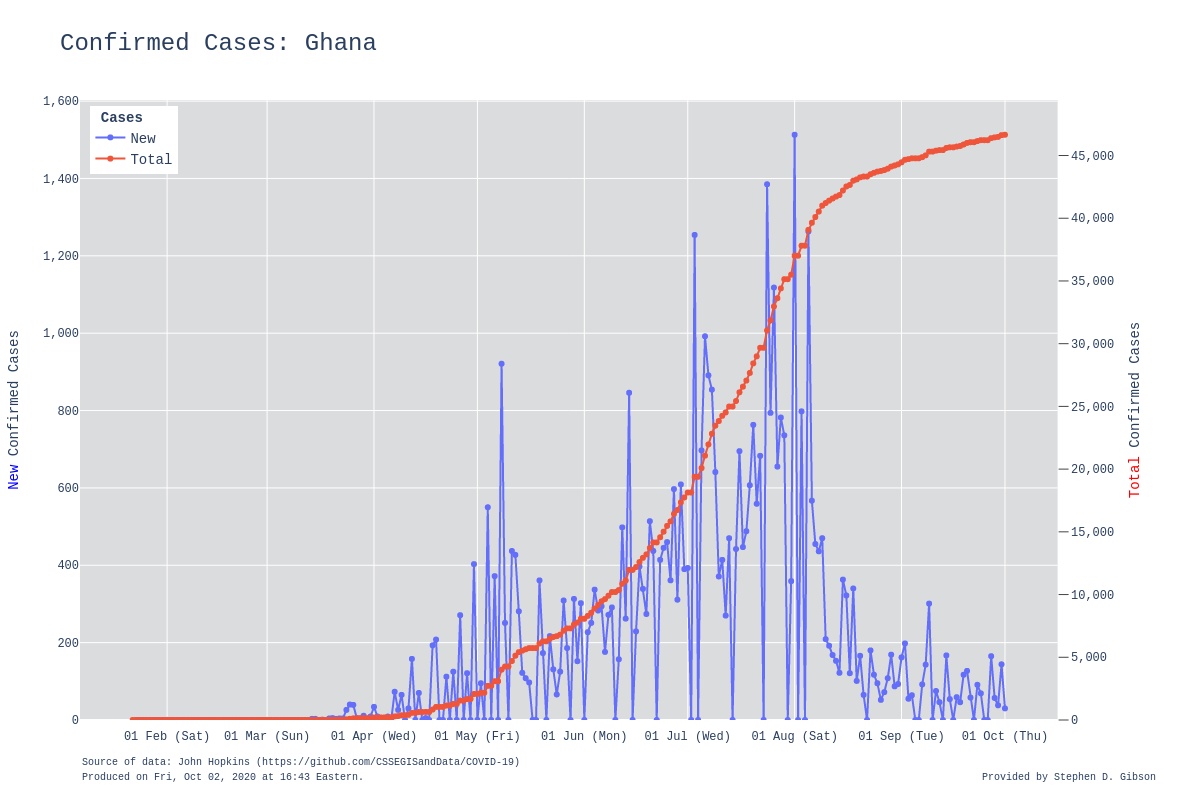 Confirmed Cases: Ghana
Cases
New
Total
1,600
1,400
1,200
1,000
800
600
400
200
0
New Confirmed Cases
45,000
40,000
35,000
30,000
25,000
20,000
15,000
10,000
5,000
0
Total Confirmed Cases
01 Feb (Sat) 01 Mar (Sun) 01 Apr (Wed) 01 May (Fri) 01 Jun (Mon) 01 Jul (Wed) 01 Aug (Sat) 01 Sep (Tue) 01 Oct (Thu)
Source of data: John Hopkins (https://github.com/CSSEGISandData/COVID-19)
Produced on Fri, Oct 02, 2020 at 16:43 Eastern.
Provided by Stephen D. Gibson